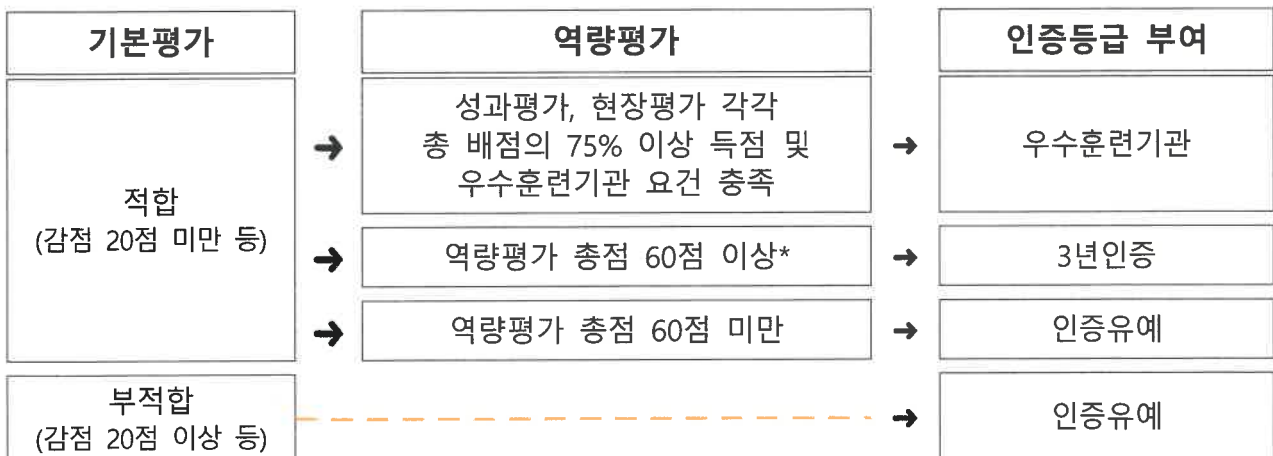 기본평가
역량평가
인증등급 부여
적합
(감점 20점 미만 등)
성과평가, 현장평가 각각
총 배점의 75% 이상 득점 및
우수훈련기관 요건 충족
우수훈련기관
역량평가 총점 60점 이상*
3년인증
역량평가 총점 60점 미만
인증유예
부적합
(감점 20점 이상 등)
인증유예